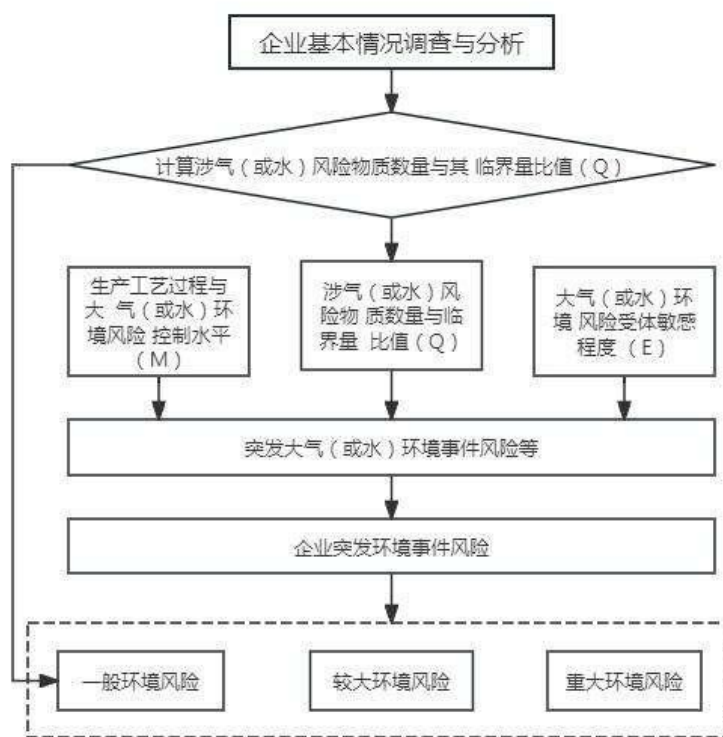 企业基本情况调查与分析
计算涉气（或水）风险物质数量与其 临界量比值（Q）
生产工艺过程与
大 气（或水）环
境风险 控制水平
（M）
涉气（或水）风
险物 质数量与临
界量 比值（Q）
大气（或水）环
境 风险受体敏感
程度 （E）
突发大气（或水）环境事件风险等
企业突发环境事件风险
一般环境风险
较大环境风险
重大环境风险